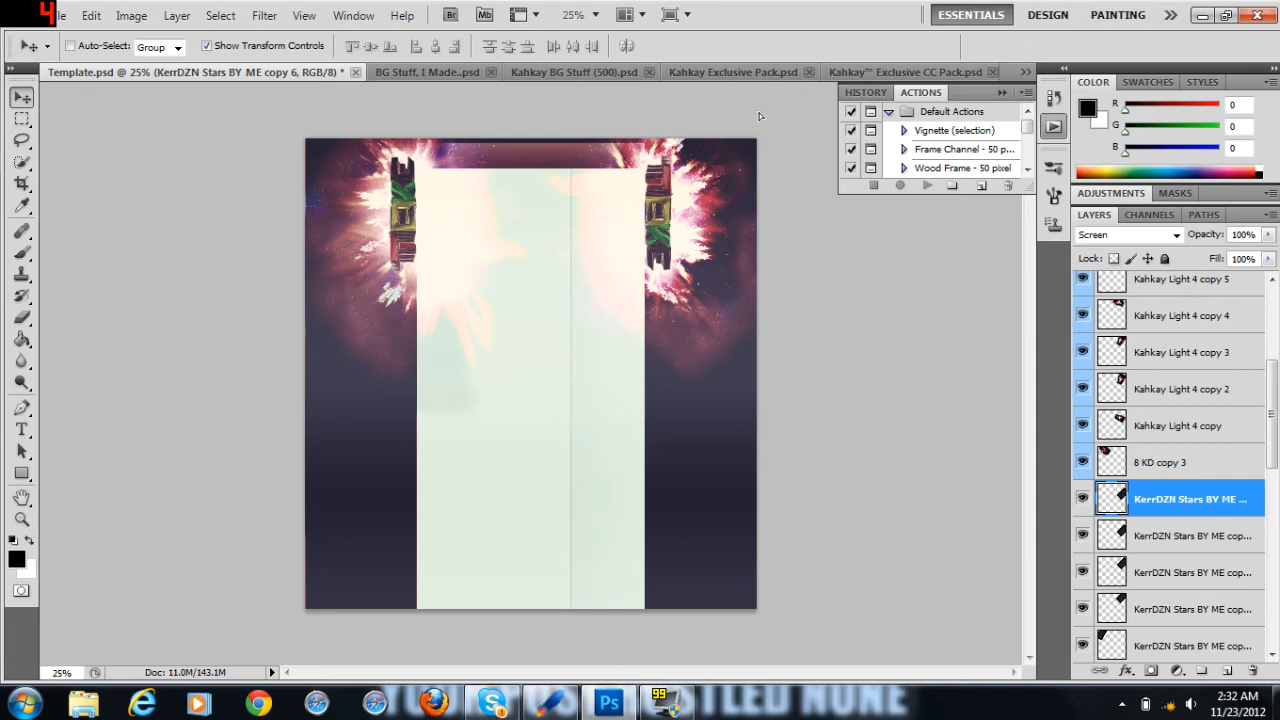 4
Edit Image Layer Select Filter View Window Help
Br
Mb
25%
ESSENTIALS DESIGN PAINTING
Auto-Select: Group
Show Transform Controls
Template.psd @ 25% (KerrDZN Stars BY ME copy 6, RGB/8) *
BG Stuff, I Made..psd
Kahkay BG Stuff (500).psd
Kahkay Exclusive Pack.psd
Kahkay™ Exclusive CC Pack.psd
HISTORY ACTIONS
Default Actions
Vignette (selection)
Frame Channel - 50 p...
Wood Frame - 50 pixel
COLOR SWATCHES STYLES
R 0
G 0
B 0
ADJUSTMENTS MASKS
LAYERS CHANNELS PATHS
Screen Opacity: 100%
Lock: Fill: 100%
Kahkay Light 4 copy 5
Kahkay Light 4 copy 4
Kahkay Light 4 copy 3
Kahkay Light 4 copy 2
Kahkay Light 4 copy
8 KD copy 3
KerrDZN Stars BY ME ...
KerrDZN Stars BY ME cop...
KerrDZN Stars BY ME cop...
KerrDZN Stars BY ME cop...
KerrDZN Stars BY ME cop...
25%
Doc: 11.0M/143.1M
Ps
99
2:32 AM
11/23/2012